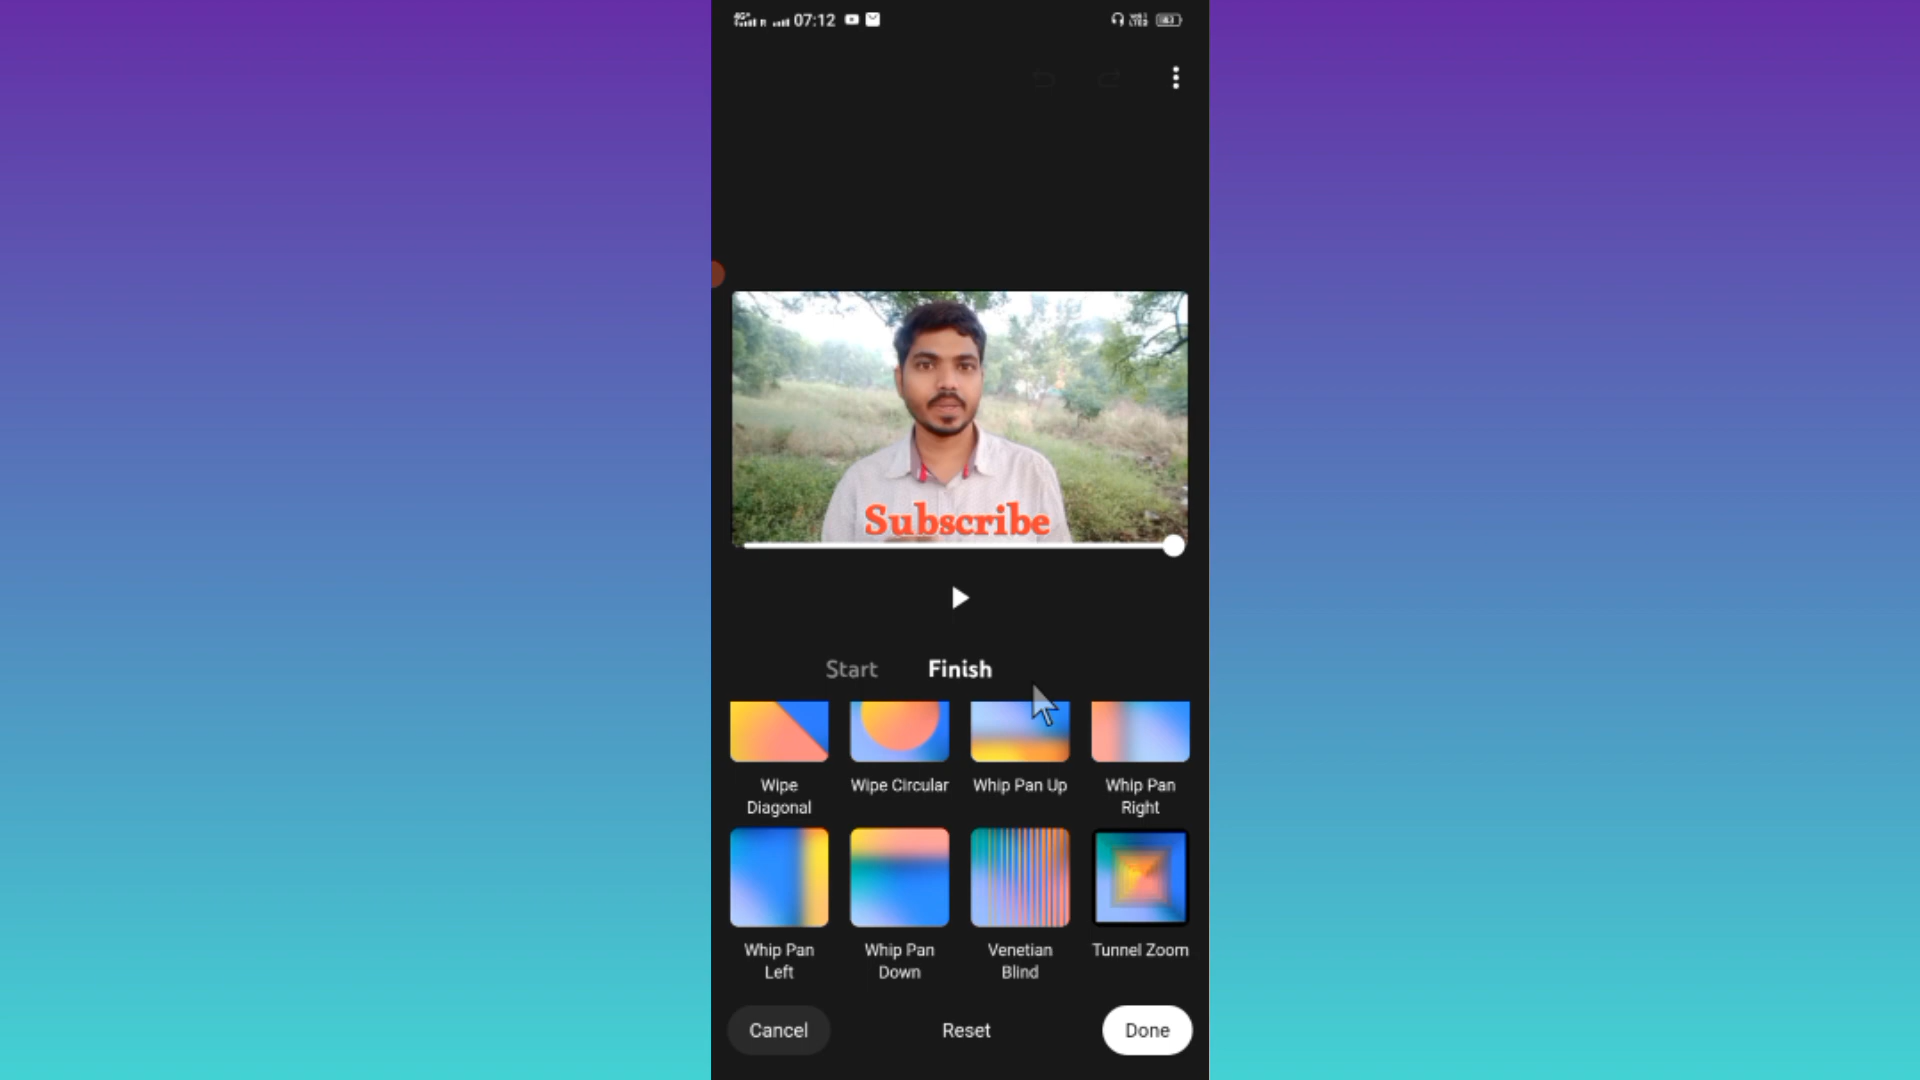 07:12
Subscribe
Start Finish
Wipe Diagonal
Wipe Circular
Whip Pan Up
Whip Pan Right
Whip Pan Left
Whip Pan Down
Venetian Blind
Tunnel Zoom
Cancel Reset Done